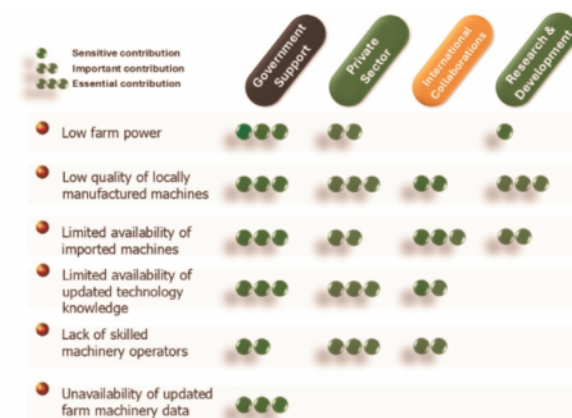 Sensitive contribution
Important contribution
Essential contribution
Government
Support
Private
Sector
International
Collaborations
Research &
Development
Low farm power
Low quality of locally
manufactured machines
Limited availability of
imported machines
Limited availability of
updated technology
knowledge
Lack of skilled
machinery operators
Unavailability of updated
farm machinery data